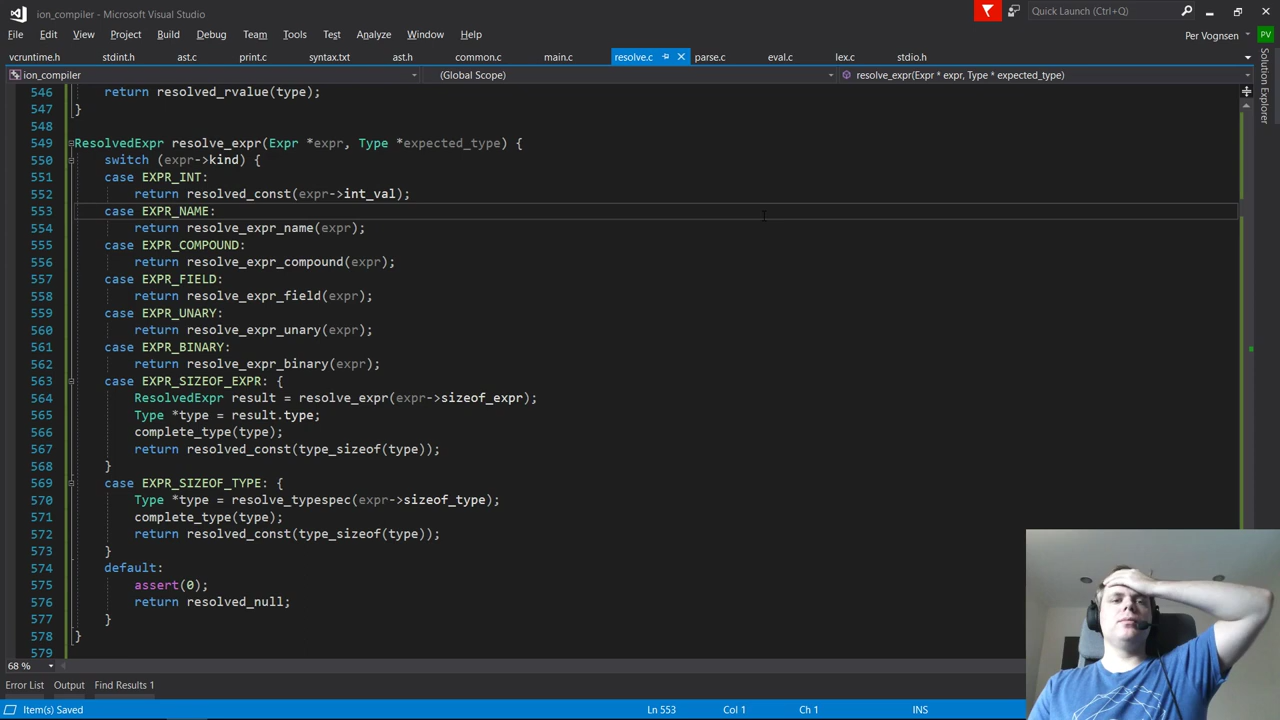 ion_compiler - Microsoft Visual Studio
Quick Launch (Ctrl+Q)
File Edit View Project Build Debug Team Tools Test Analyze Window Help
Per Vognsen PV
vcruntime.h stdint.h ast.c print.c syntax.txt ast.h common.c main.c resolve.c parse.c eval.c lex.c stdio.h
ion_compiler (Global Scope) resolve_expr(Expr * expr, Type * expected_type)
Solution Explorer
546 return resolved_rvalue(type);
547 }
548
549 ResolvedExpr resolve_expr(Expr *expr, Type *expected_type) {
550 switch (expr->kind) {
551 case EXPR_INT:
552 return resolved_const(expr->int_val);
553 case EXPR_NAME:
554 return resolve_expr_name(expr);
555 case EXPR_COMPOUND:
556 return resolve_expr_compound(expr);
557 case EXPR_FIELD:
558 return resolve_expr_field(expr);
559 case EXPR_UNARY:
560 return resolve_expr_unary(expr);
561 case EXPR_BINARY:
562 return resolve_expr_binary(expr);
563 case EXPR_SIZEOF_EXPR: {
564 ResolvedExpr result = resolve_expr(expr->sizeof_expr);
565 Type *type = result.type;
566 complete_type(type);
567 return resolved_const(type_sizeof(type));
568 }
569 case EXPR_SIZEOF_TYPE: {
570 Type *type = resolve_typespec(expr->sizeof_type);
571 complete_type(type);
572 return resolved_const(type_sizeof(type));
573 }
574 default:
575 assert(0);
576 return resolved_null;
577 }
578 }
579
68 %
Error List Output Find Results 1
Item(s) Saved Ln 553 Col 1 Ch 1 INS